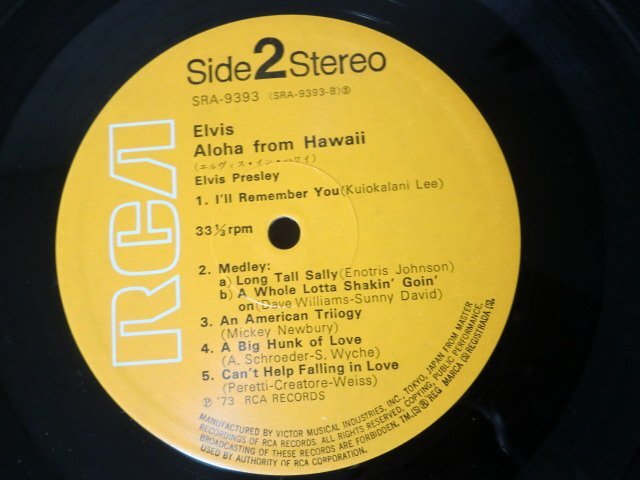 Side 2 Stereo
SRA-9393 (SRA-9393-B)Ⓢ
Elvis
Aloha from Hawaii
(エルヴィス・イン・ハワイ)
Elvis Presley
1. I'll Remember You(Kuiokalani Lee)
33⅓rpm
2. Medley:
a) Long Tall Sally(Enotris Johnson)
b) A Whole Lotta Shakin' Goin'
on(Dave Williams-Sunny David)
3. An American Trilogy
(Mickey Newbury)
4. A Big Hunk of Love
(A. Schroeder-S. Wyche)
5. Can't Help Falling in Love
(Peretti-Creatore-Weiss)
Ⓟ '73 RCA RECORDS
RCA
MANUFACTURED BY VICTOR MUSICAL INDUSTRIES, INC., TOKYO, JAPAN FROM MASTER
RECORDINGS OF RCA RECORDS. ALL RIGHTS RESERVED, COPYING, PUBLIC PERFORMANCE,
BROADCASTING OF THESE RECORDS ARE FORBIDDEN. TM.(S)® REG MARCA (S) REGISTRADA (S).
USED BY AUTHORITY OF RCA CORPORATION.